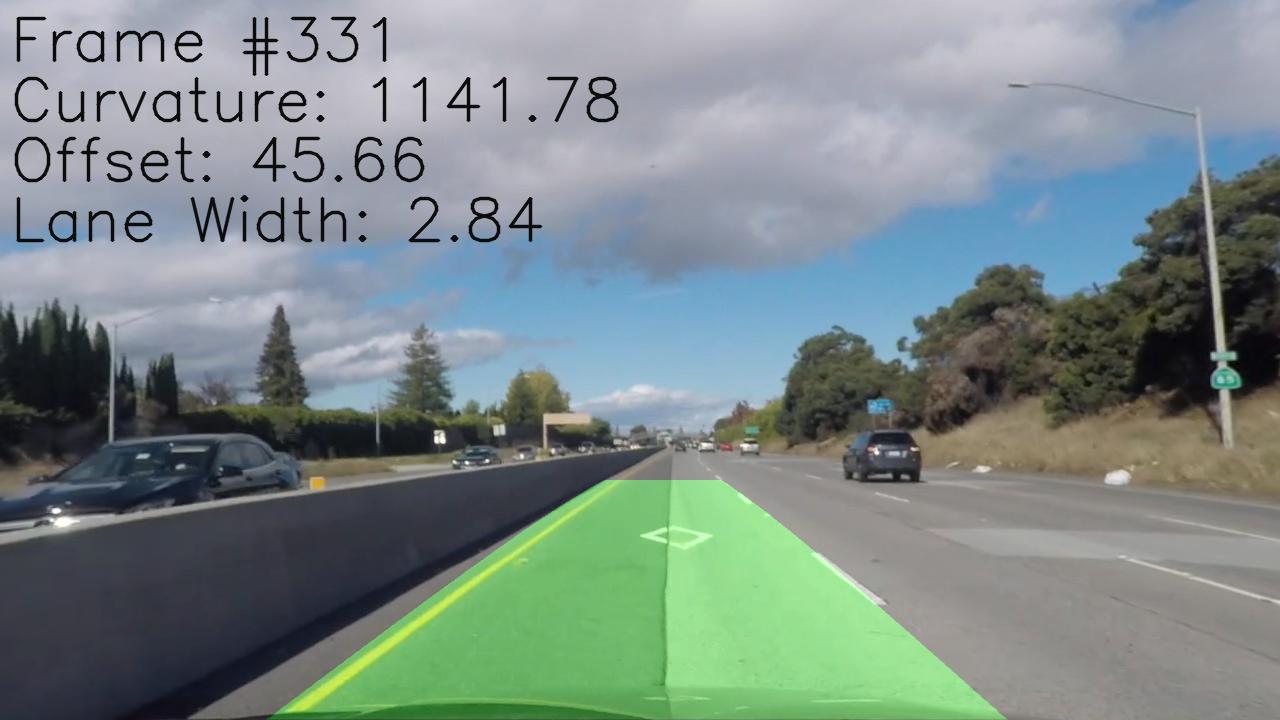 Frame #331
Curvature: 1141.78
Offset: 45.66
Lane Width: 2.84